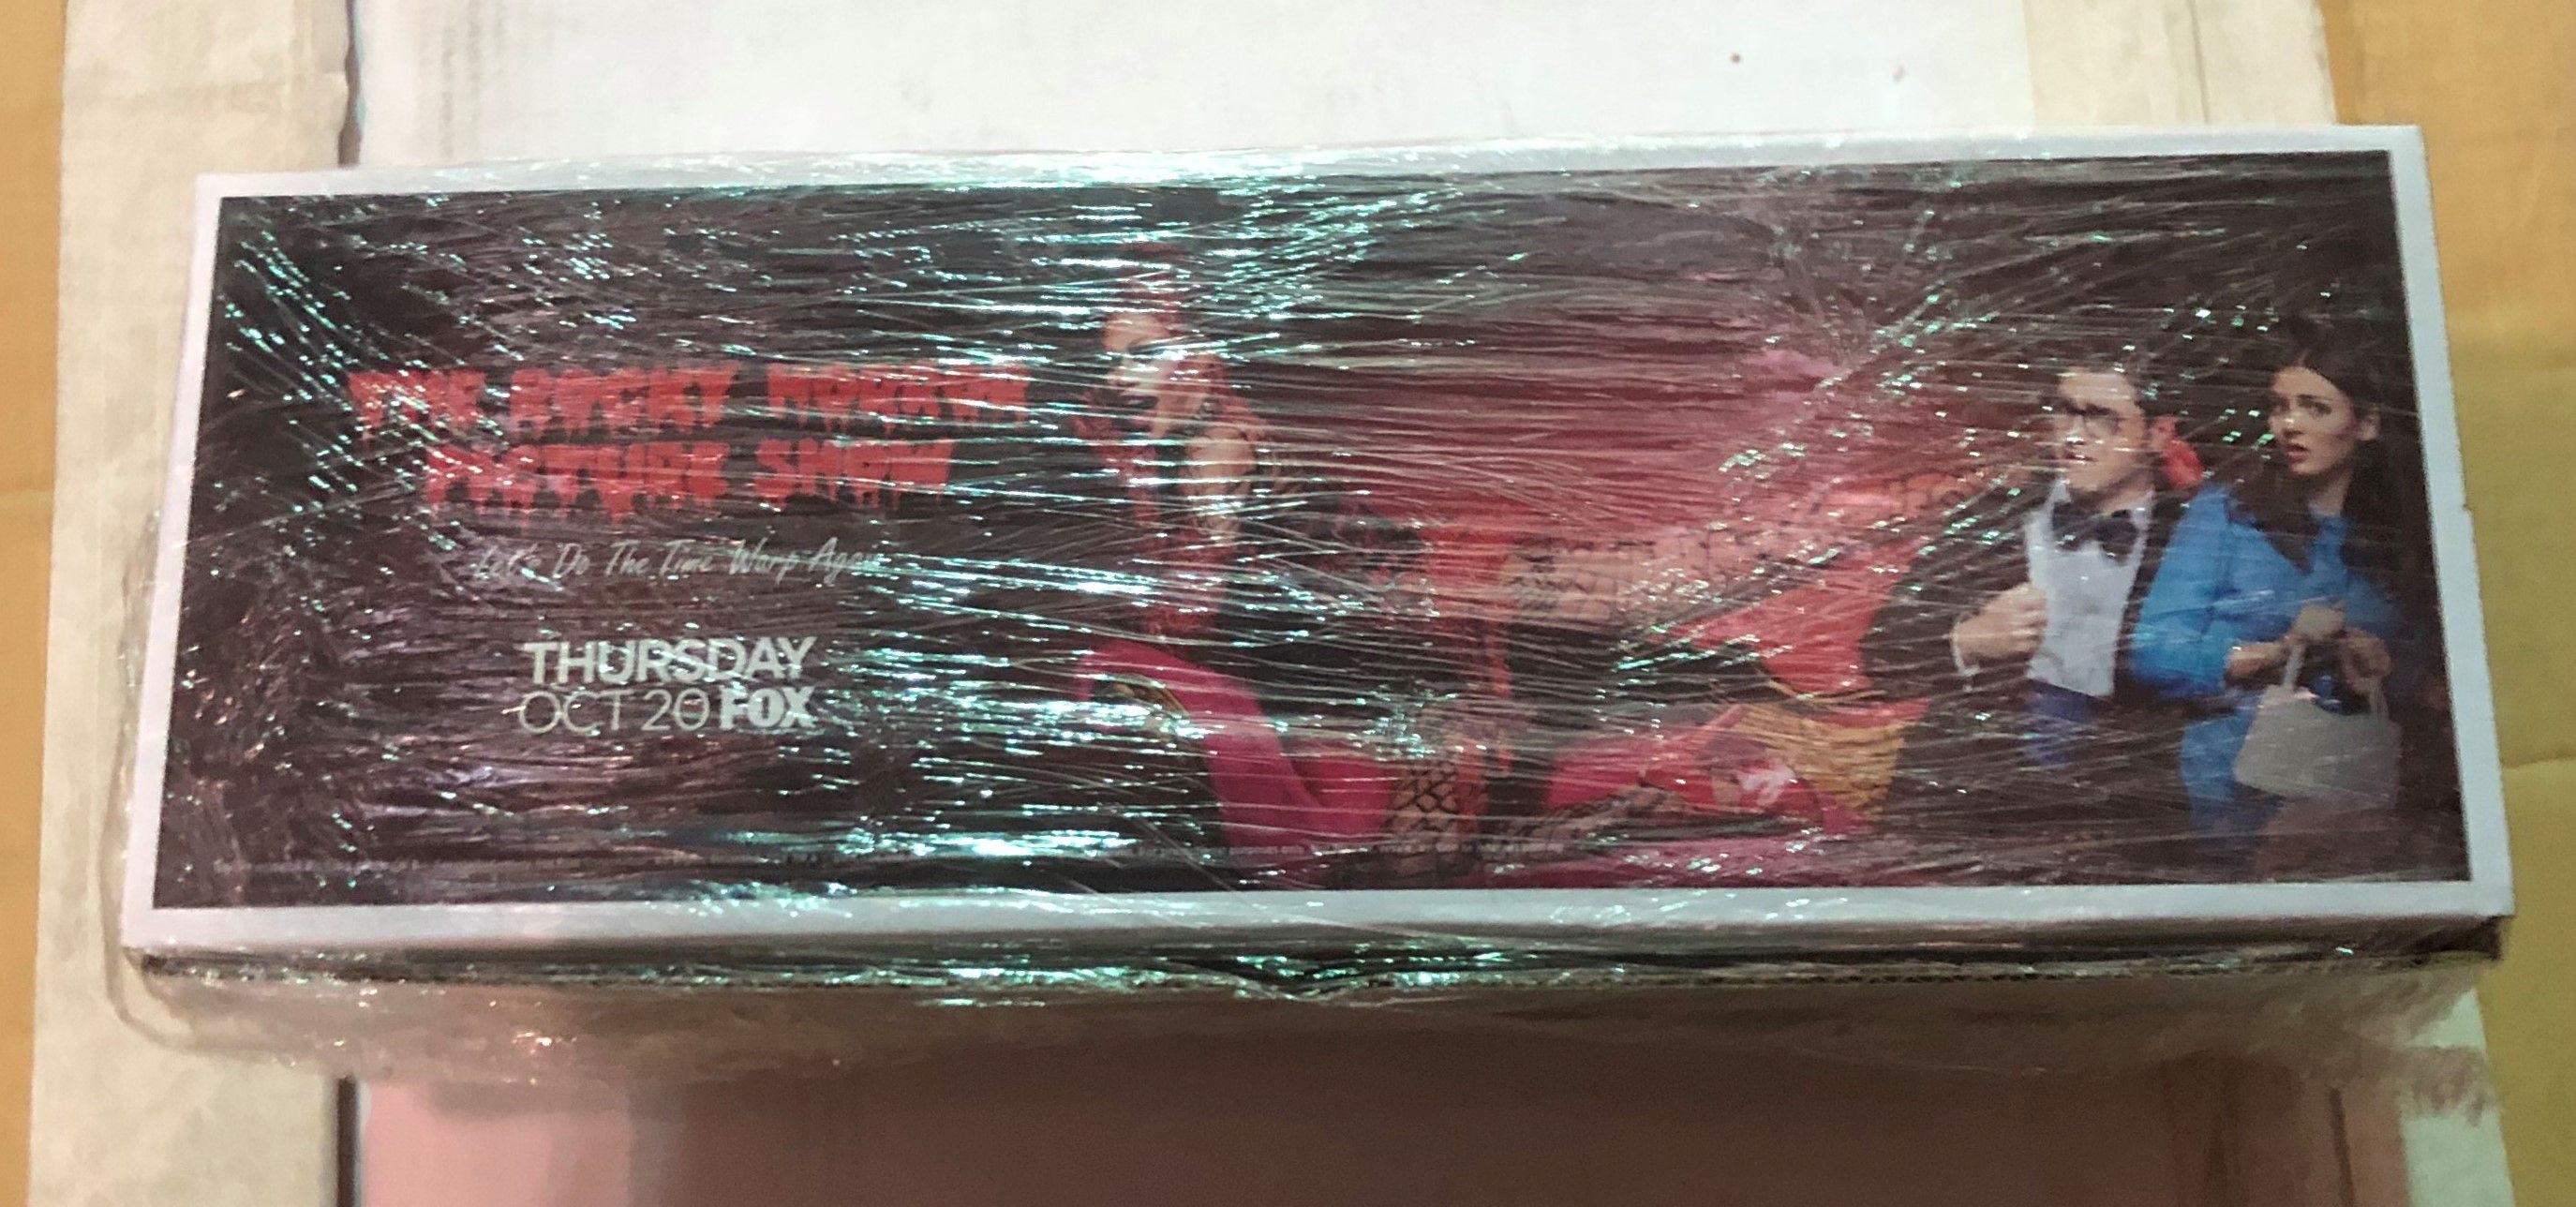 THE ROCKY HORROR
PICTURE SHOW
Let's Do The Time Warp Again
THURSDAY
OCT 20 FOX